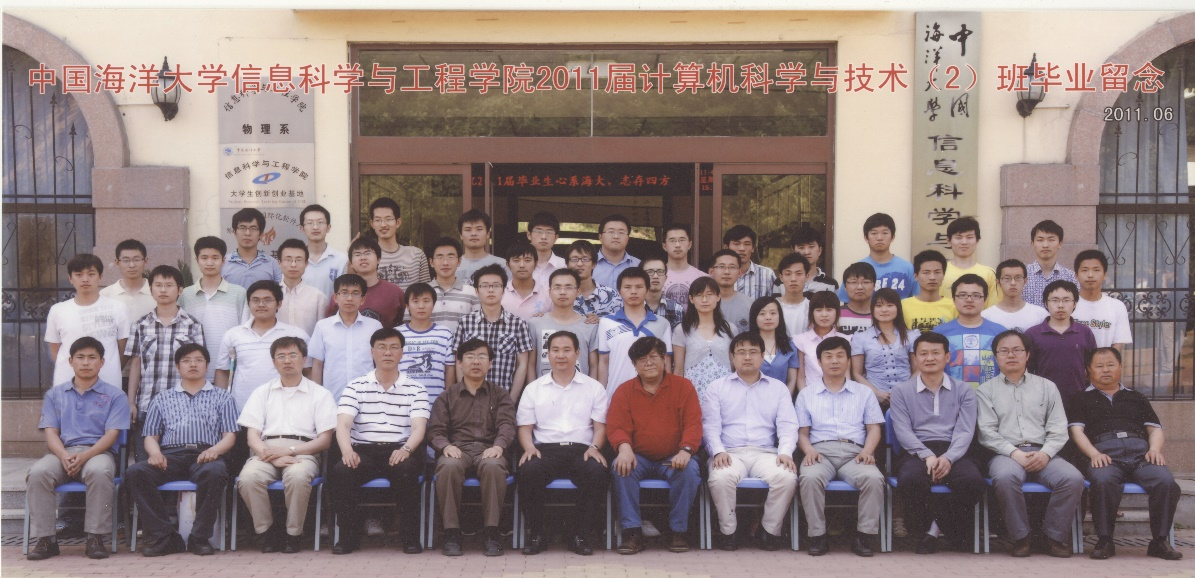 中国海洋大学信息科学与工程学院2011届计算机科学与技术（2）班毕业留念
2011.06
物理系
信息科学与工程学院
大学生创新创业基地
届毕业生心系海大，志存四方
中国
海洋大学
信息科学与